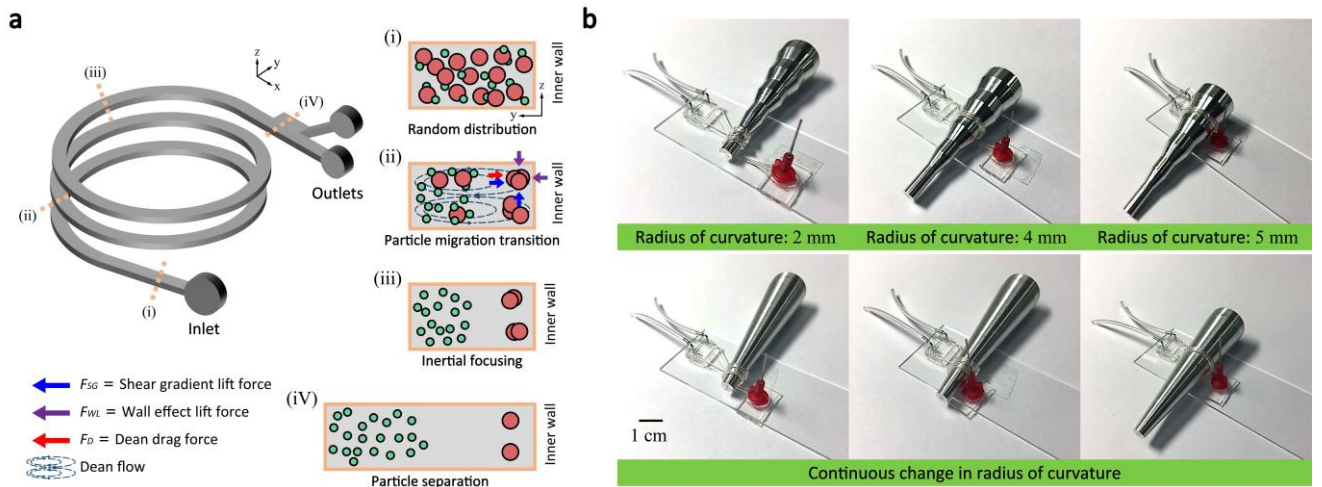 a
(iii)
z
y
x
(iV)
Outlets
(ii)
(i)
Inlet
FSG = Shear gradient lift force
FWL = Wall effect lift force
FD = Dean drag force
Dean flow
(i)
Inner wall
z
y
Random distribution
(ii)
Inner wall
Particle migration transition
(iii)
Inner wall
Inertial focusing
(iV)
Inner wall
Particle separation
b
Radius of curvature: 2 mm
Radius of curvature: 4 mm
Radius of curvature: 5 mm
1 cm
Continuous change in radius of curvature